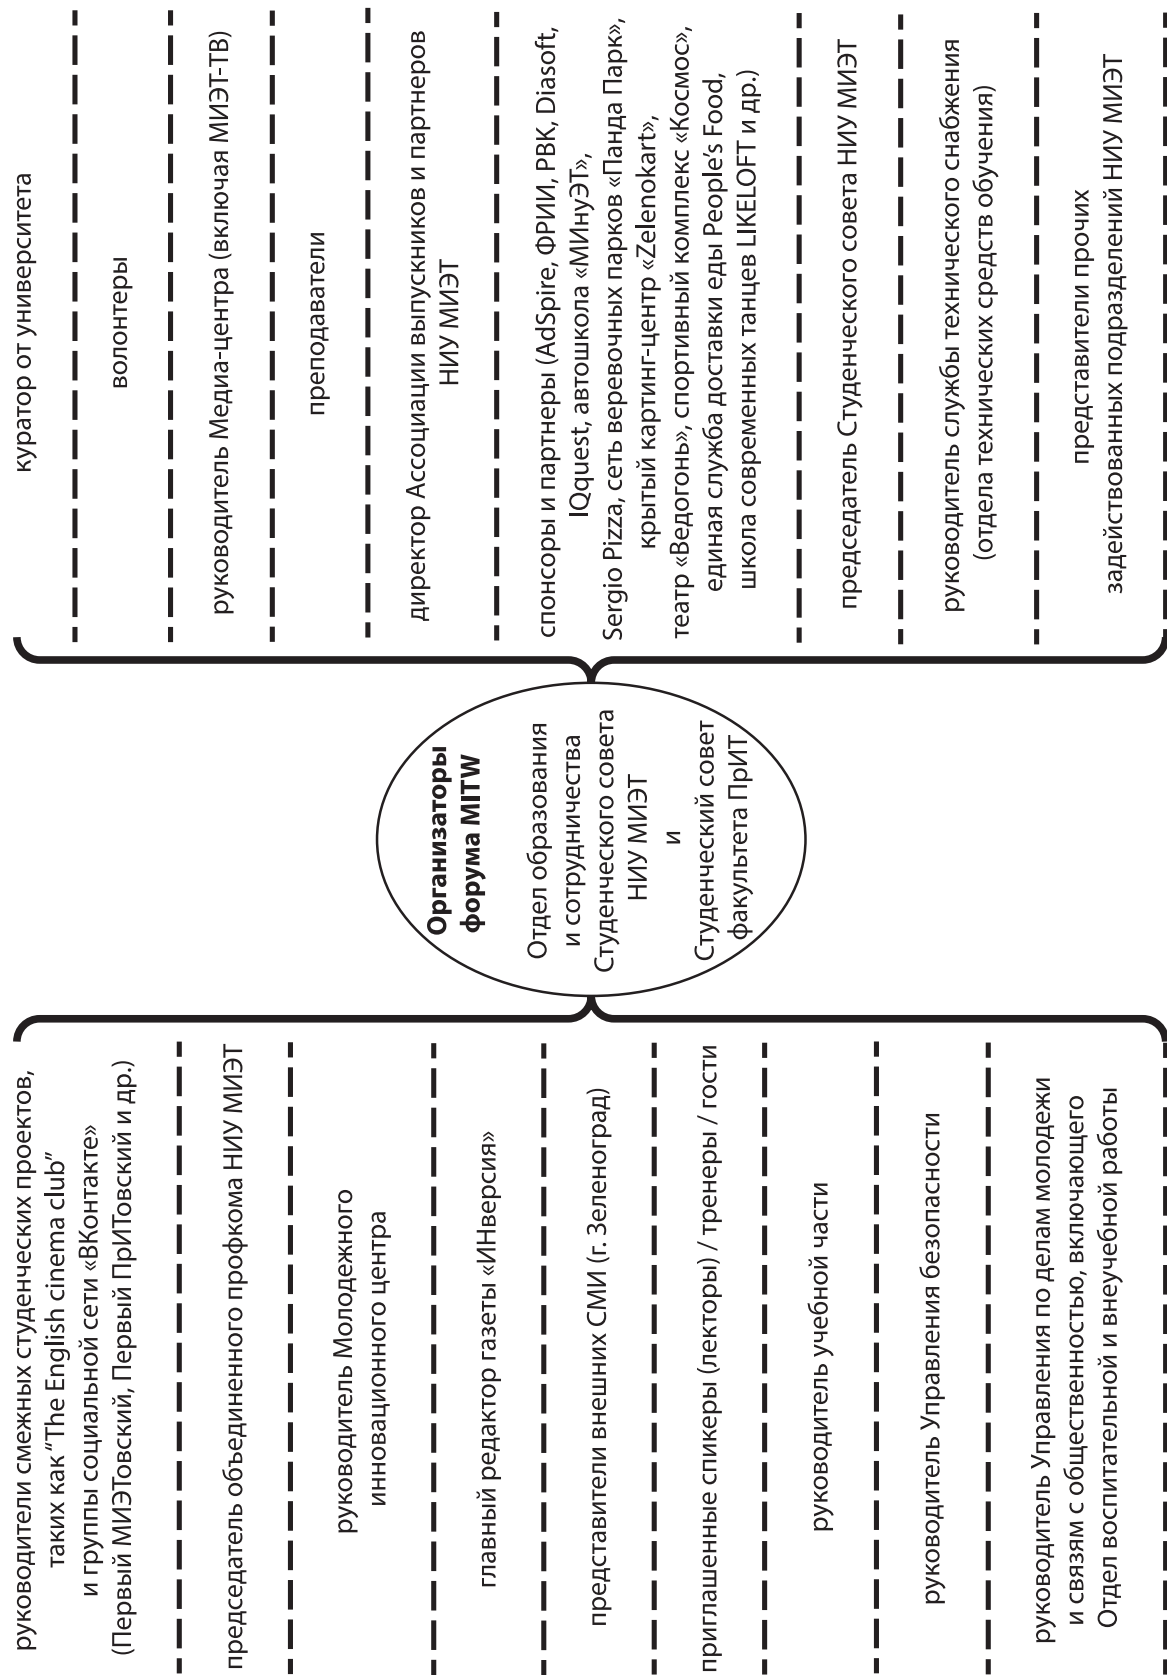 руководители смежных студенческих проектов,
таких как “The English cinema club”
и группы социальной сети «ВКонтакте»
(Первый МИЭТовский, Первый ПрИТовский и др.)
председатель объединенного профкома НИУ МИЭТ
руководитель Молодежного
инновационного центра
главный редактор газеты «ИНверсия»
представители внешних СМИ (г. Зеленоград)
приглашенные спикеры (лекторы) / тренеры / гости
руководитель учебной части
руководитель Управления безопасности
руководитель Управления по делам молодежи
и связям с общественностью, включающего
Отдел воспитательной и внеучебной работы
Организаторы
форума MITW
Отдел образования
и сотрудничества
Студенческого совета
НИУ МИЭТ
и
Студенческий совет
факультета ПрИТ
куратор от университета
волонтеры
руководитель Медиа-центра (включая МИЭТ-ТВ)
преподаватели
директор Ассоциации выпускников и партнеров
НИУ МИЭТ
спонсоры и партнеры (AdSpire, ФРИИ, РВК, Diasoft,
IQquest, автошкола «МИнуЭТ»,
Sergio Pizza, сеть веревочных парков «Панда Парк»,
крытый картинг-центр «Zelenokart»,
театр «Ведогонь», спортивный комплекс «Космос»,
единая служба доставки еды People’s Food,
школа современных танцев LIKELOFT и др.)
председатель Студенческого совета НИУ МИЭТ
руководитель службы технического снабжения
(отдела технических средств обучения)
представители прочих
задействованных подразделений НИУ МИЭТ